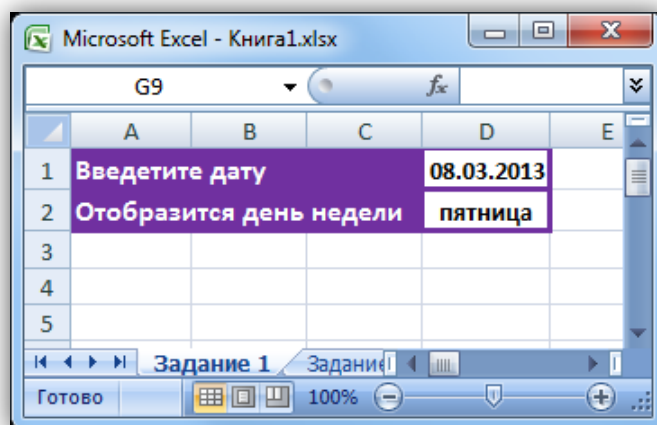 Microsoft Excel - Книга1.xlsx
G9 fx
A B C D E
1 Введетите дату 08.03.2013
2 Отобразится день недели пятница
3
4
5
Задание 1 Задание
Готово 100%